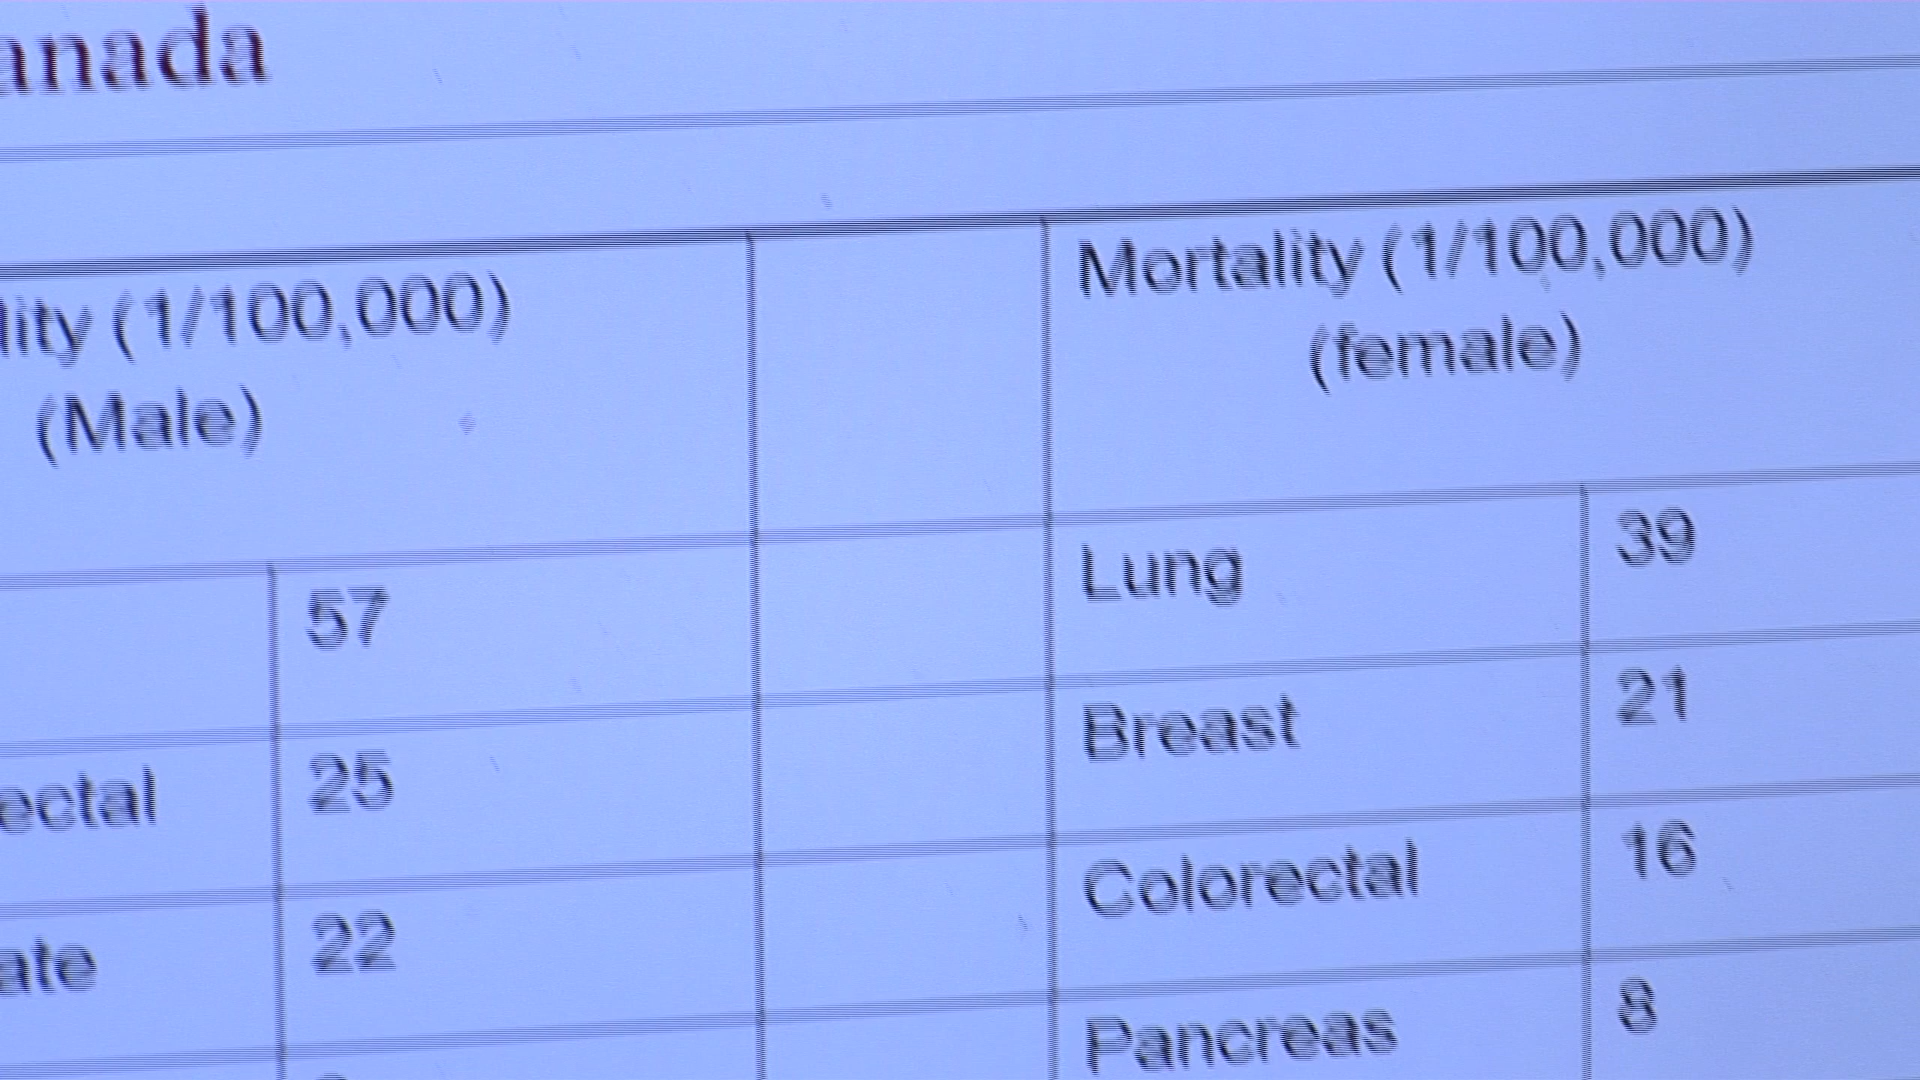 anada
lity (1/100,000)
(Male)
Mortality (1/100,000)
(female)
57
Lung 39
ectal 25
Breast 21
ate 22
Colorectal 16
Pancreas 8